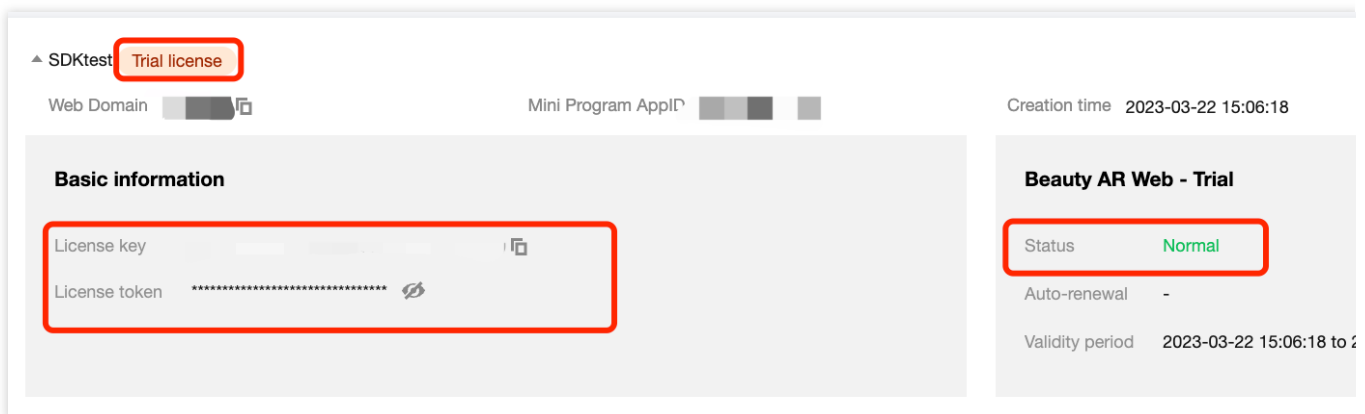 SDKtest Trial license
Web Domain
Mini Program AppID
Creation time 2023-03-22 15:06:18
Basic information
License key
License token ********************************
Beauty AR Web - Trial
Status Normal
Auto-renewal -
Validity period 2023-03-22 15:06:18 to 2